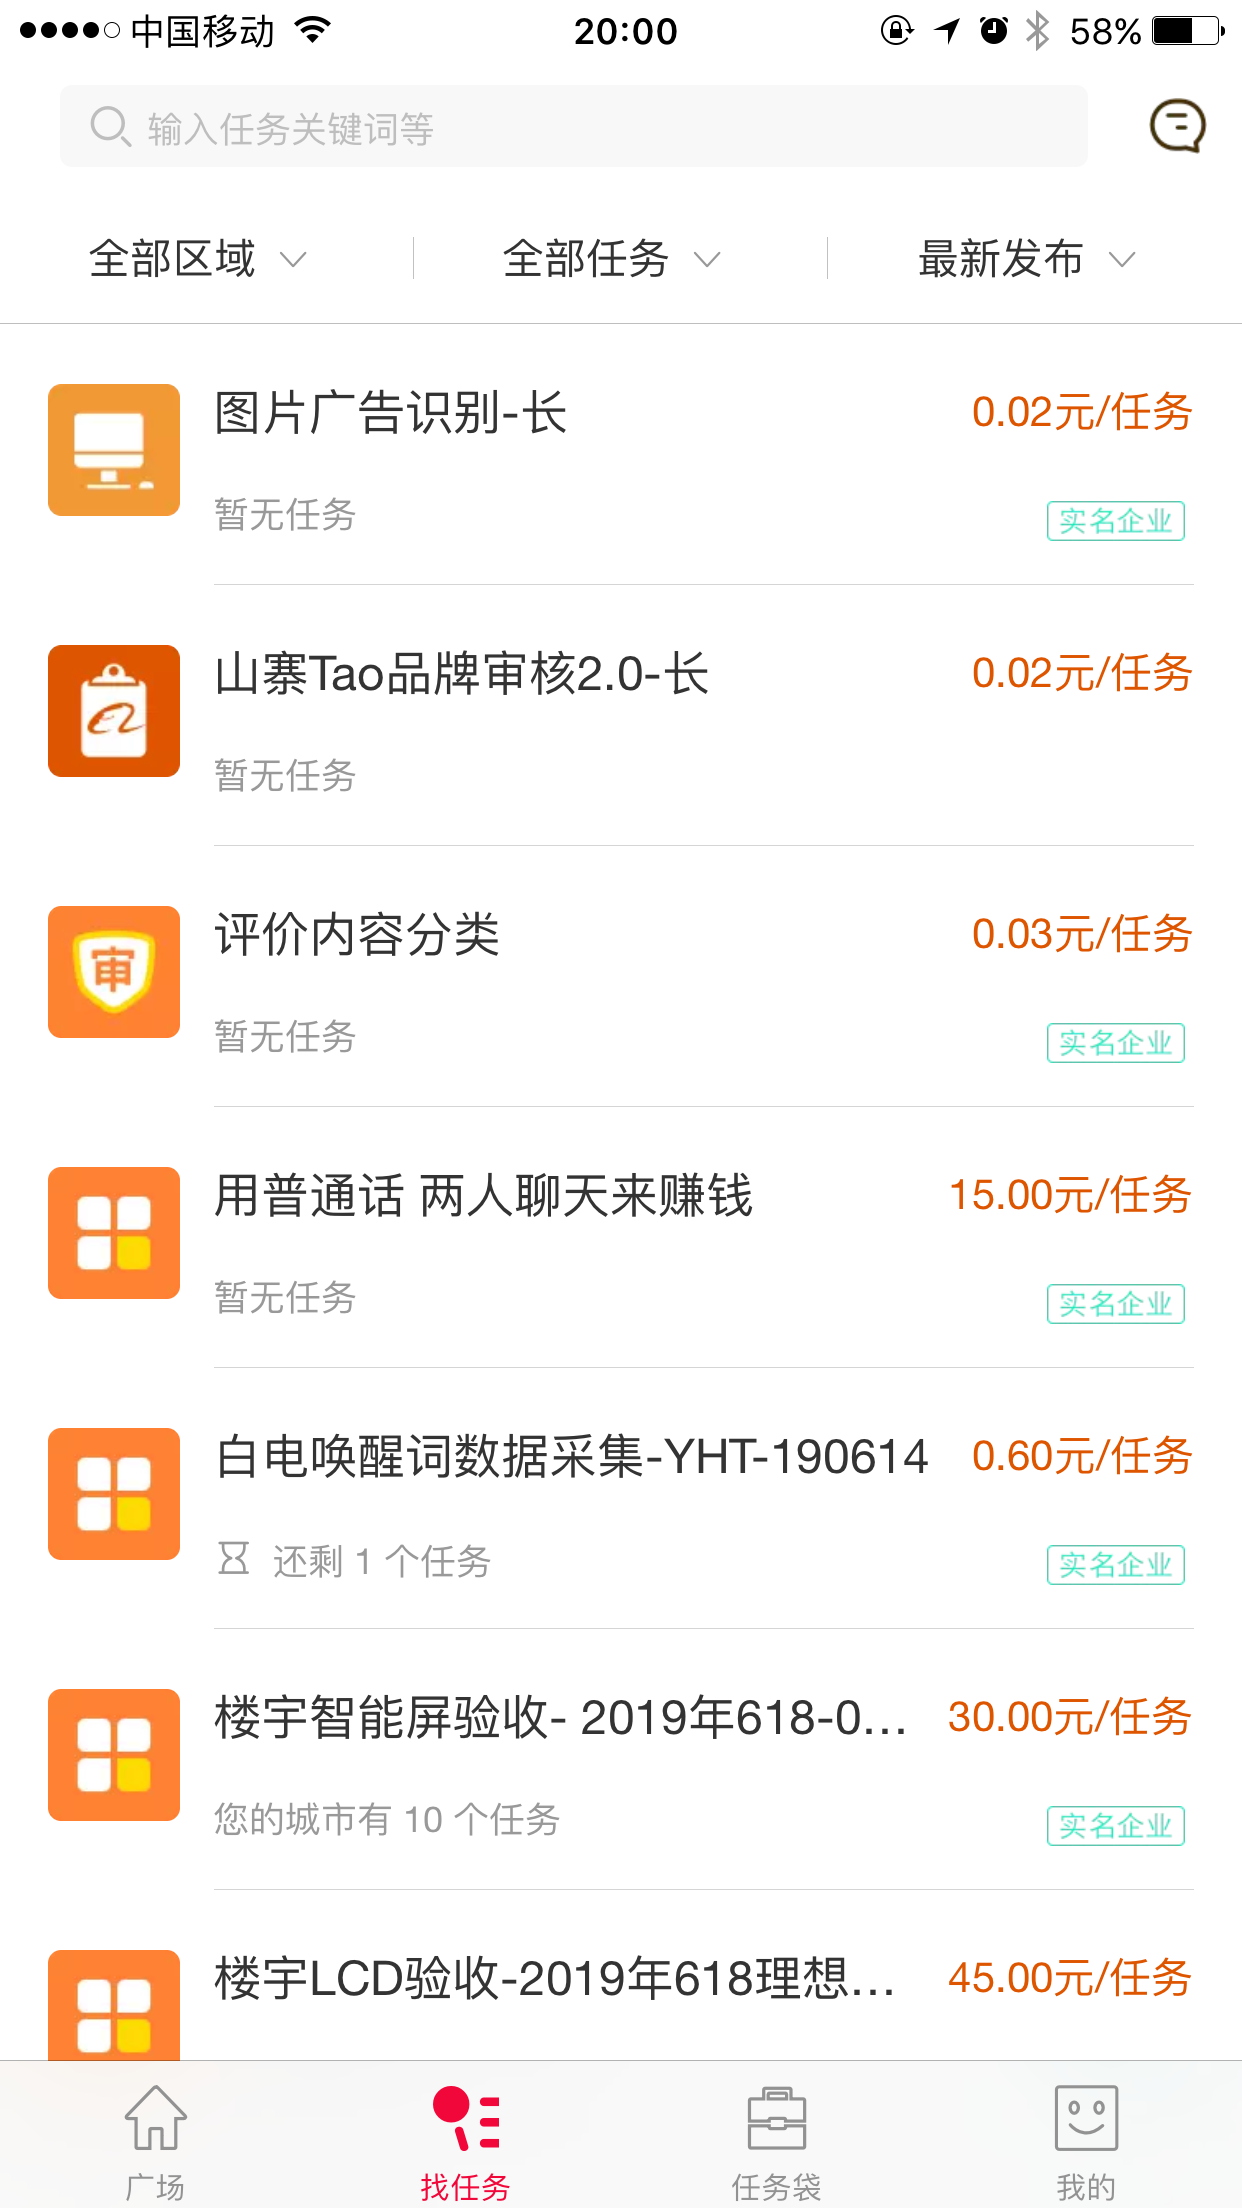 中国移动 20:00 58%
输入任务关键词等
全部区域 全部任务 最新发布
图片广告识别-长 0.02元/任务
暂无任务 实名企业
山寨Tao品牌审核2.0-长 0.02元/任务
暂无任务
审
评价内容分类 0.03元/任务
暂无任务 实名企业
用普通话 两人聊天来赚钱 15.00元/任务
暂无任务 实名企业
白电唤醒词数据采集-YHT-190614 0.60元/任务
还剩 1 个任务 实名企业
楼宇智能屏验收- 2019年618-0... 30.00元/任务
您的城市有 10 个任务 实名企业
楼宇LCD验收-2019年618理想... 45.00元/任务
广场 找任务 任务袋 我的